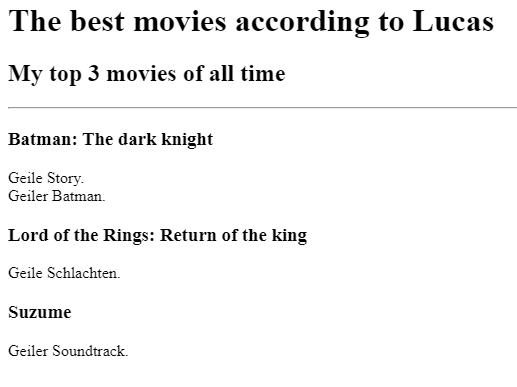 The best movies according to Lucas
My top 3 movies of all time
Batman: The dark knight
Geile Story.
Geiler Batman.
Lord of the Rings: Return of the king
Geile Schlachten.
Suzume
Geiler Soundtrack.